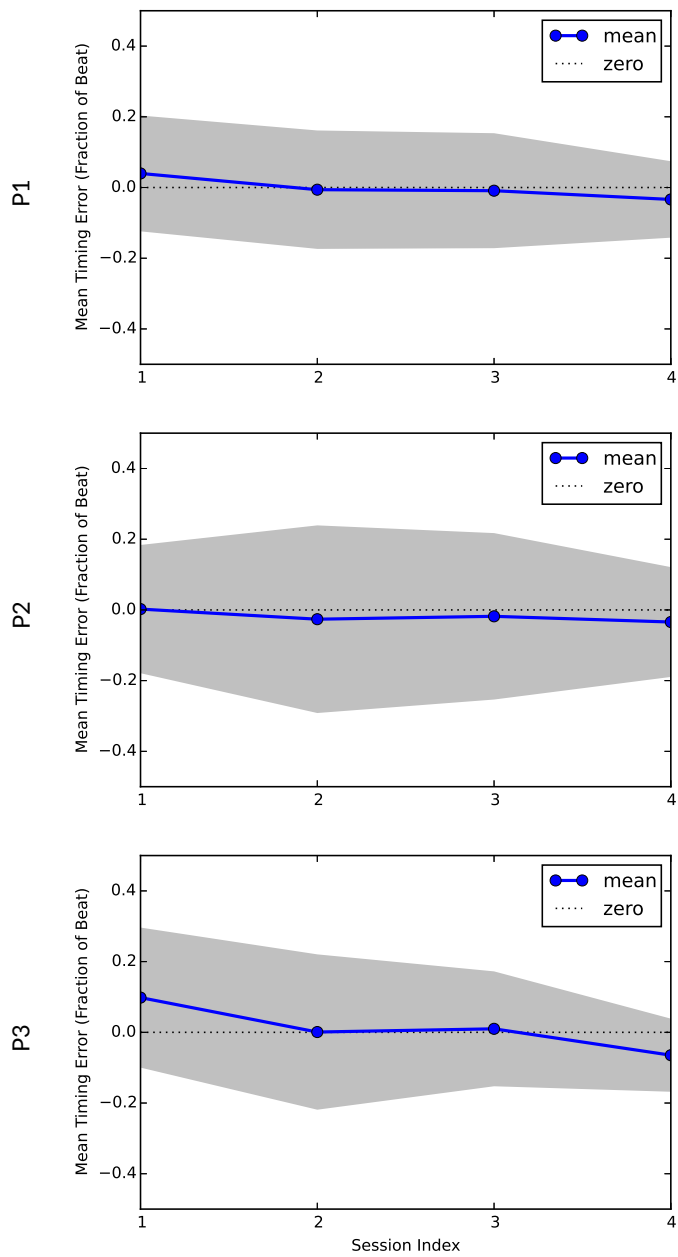 P1
Mean Timing Error (Fraction of Beat)
0.4
0.2
0.0
−0.2
−0.4
1 2 3 4
mean
zero
P2
Mean Timing Error (Fraction of Beat)
0.4
0.2
0.0
−0.2
−0.4
1 2 3 4
mean
zero
P3
Mean Timing Error (Fraction of Beat)
0.4
0.2
0.0
−0.2
−0.4
1 2 3 4
mean
zero
Session Index